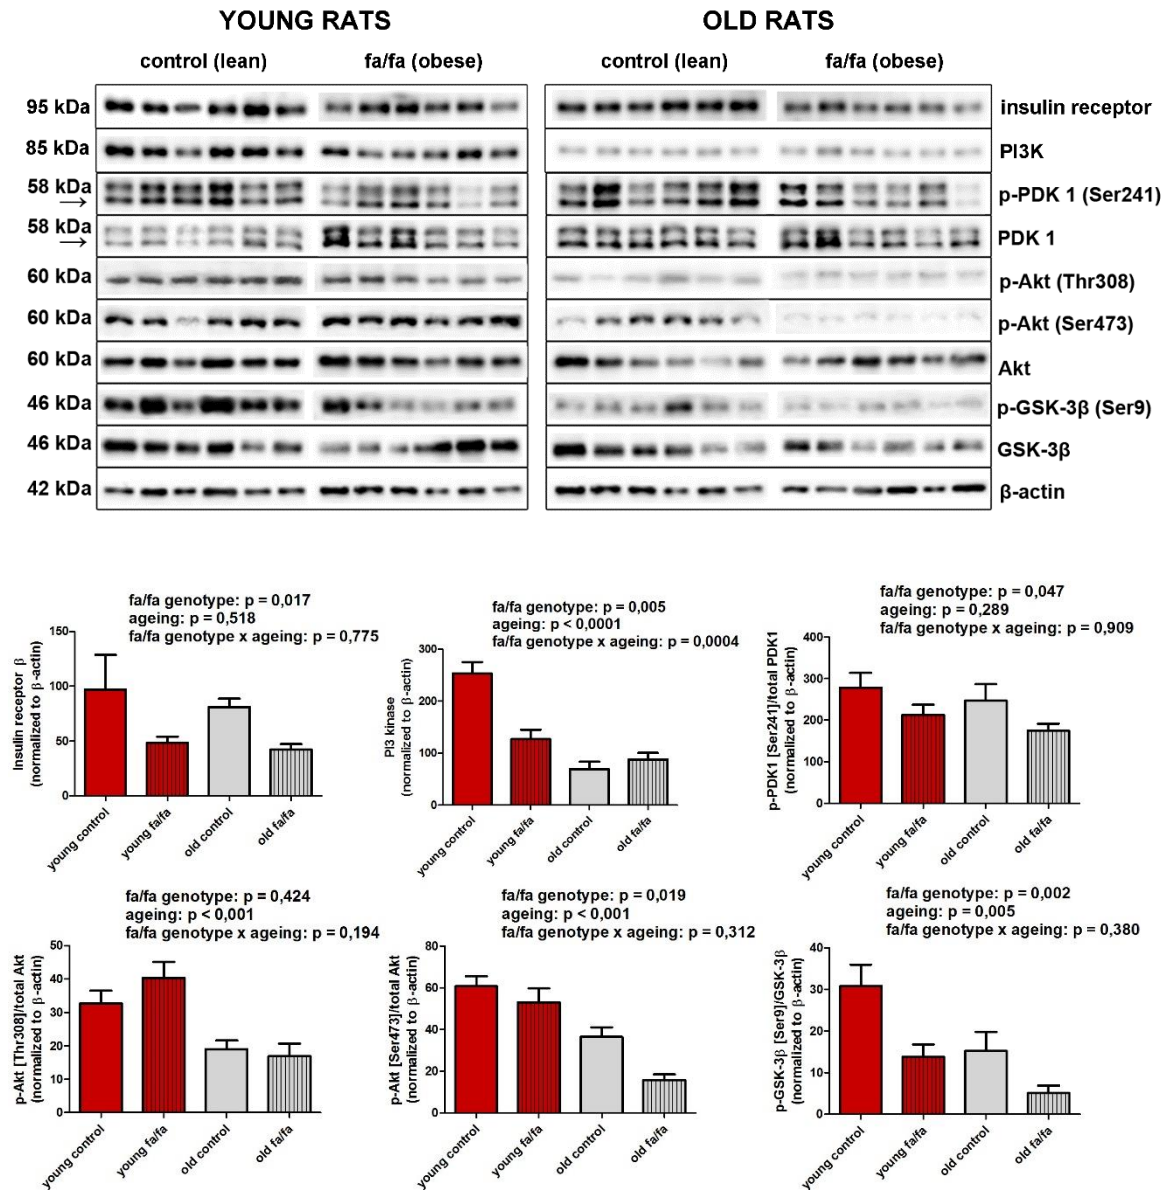 YOUNG RATS
OLD RATS
control (lean)
fa/fa (obese)
control (lean)
fa/fa (obese)
95 kDa
insulin receptor
85 kDa
PI3K
58 kDa
→
p-PDK 1 (Ser241)
58 kDa
→
PDK 1
60 kDa
p-Akt (Thr308)
60 kDa
p-Akt (Ser473)
60 kDa
Akt
46 kDa
p-GSK-3β (Ser9)
46 kDa
GSK-3β
42 kDa
β-actin
fa/fa genotype: p = 0,017
ageing: p = 0,518
fa/fa genotype x ageing: p = 0,775
Insulin receptor β
(normalized to β-actin)
150
100
50
0
young control
young fa/fa
old control
old fa/fa
fa/fa genotype: p = 0,005
ageing: p < 0,0001
fa/fa genotype x ageing: p = 0,0004
PI3 kinase
(normalized to β-actin)
300
200
100
0
young control
young fa/fa
old control
old fa/fa
fa/fa genotype: p = 0,047
ageing: p = 0,289
fa/fa genotype x ageing: p = 0,909
p-PDK1 [Ser241]/total PDK1
(normalized to β-actin)
400
300
200
100
0
young control
young fa/fa
old control
old fa/fa
fa/fa genotype: p = 0,424
ageing: p < 0,001
fa/fa genotype x ageing: p = 0,194
p-Akt [Thr308]/total Akt
(normalized to β-actin)
50
40
30
20
10
0
young control
young fa/fa
old control
old fa/fa
fa/fa genotype: p = 0,019
ageing: p < 0,001
fa/fa genotype x ageing: p = 0,312
p-Akt [Ser473]/total Akt
(normalized to β-actin)
80
60
40
20
0
young control
young fa/fa
old control
old fa/fa
fa/fa genotype: p = 0,002
ageing: p = 0,005
fa/fa genotype x ageing: p = 0,380
p-GSK-3β [Ser9]/GSK-3β
(normalized to β-actin)
40
30
20
10
0
young control
young fa/fa
old control
old fa/fa